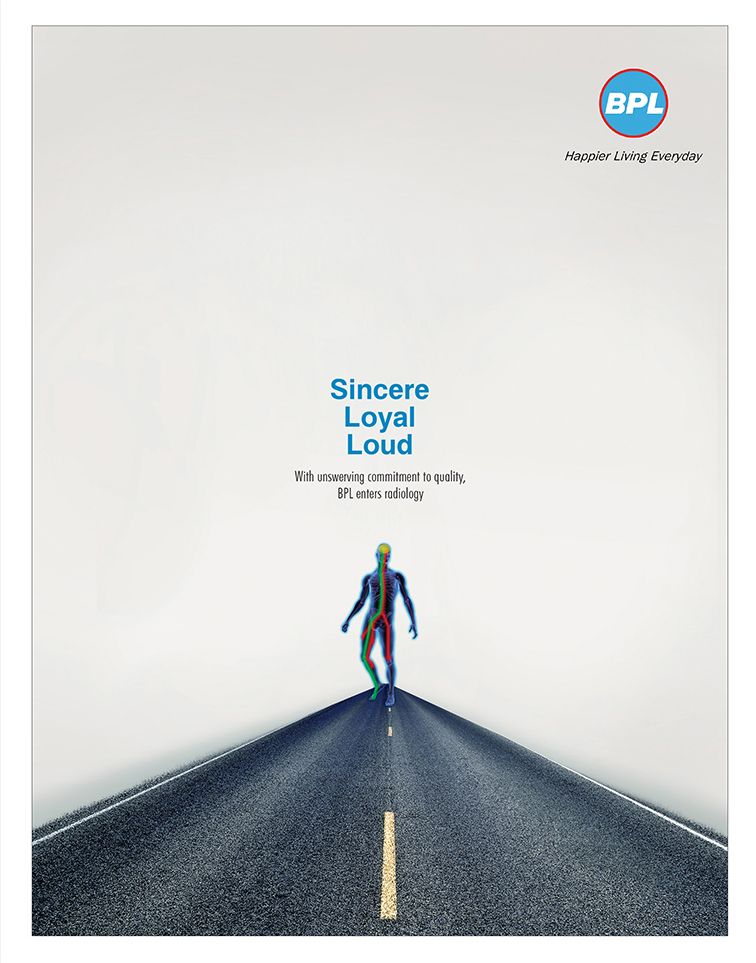 BPL
Happier Living Everyday
Sincere
Loyal
Loud
With unswerving commitment to quality,
BPL enters radiology